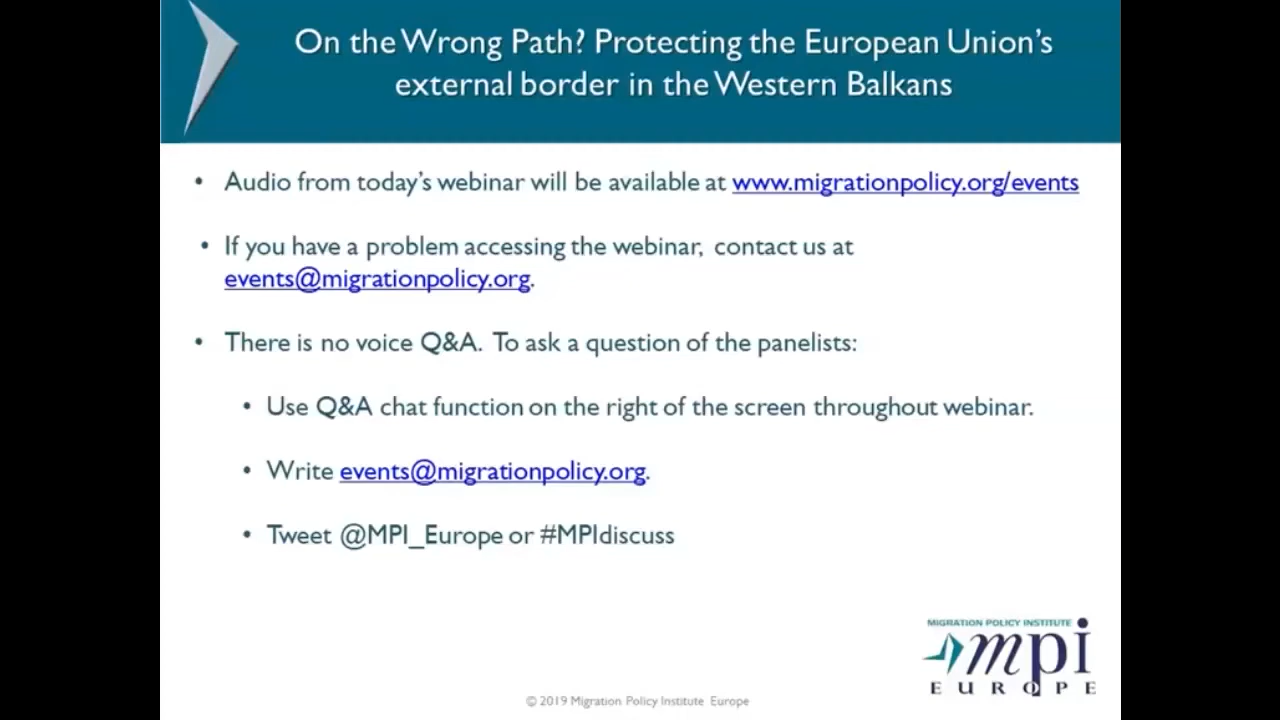 On the Wrong Path? Protecting the European Union's
external border in the Western Balkans
• Audio from today's webinar will be available at www.migrationpolicy.org/events
• If you have a problem accessing the webinar, contact us at
events@migrationpolicy.org.
• There is no voice Q&A. To ask a question of the panelists:
• Use Q&A chat function on the right of the screen throughout webinar.
• Write events@migrationpolicy.org.
• Tweet @MPI_Europe or #MPIdiscuss
MIGRATION POLICY INSTITUTE
mpi
EUROPE
© 2019 Migration Policy Institute Europe